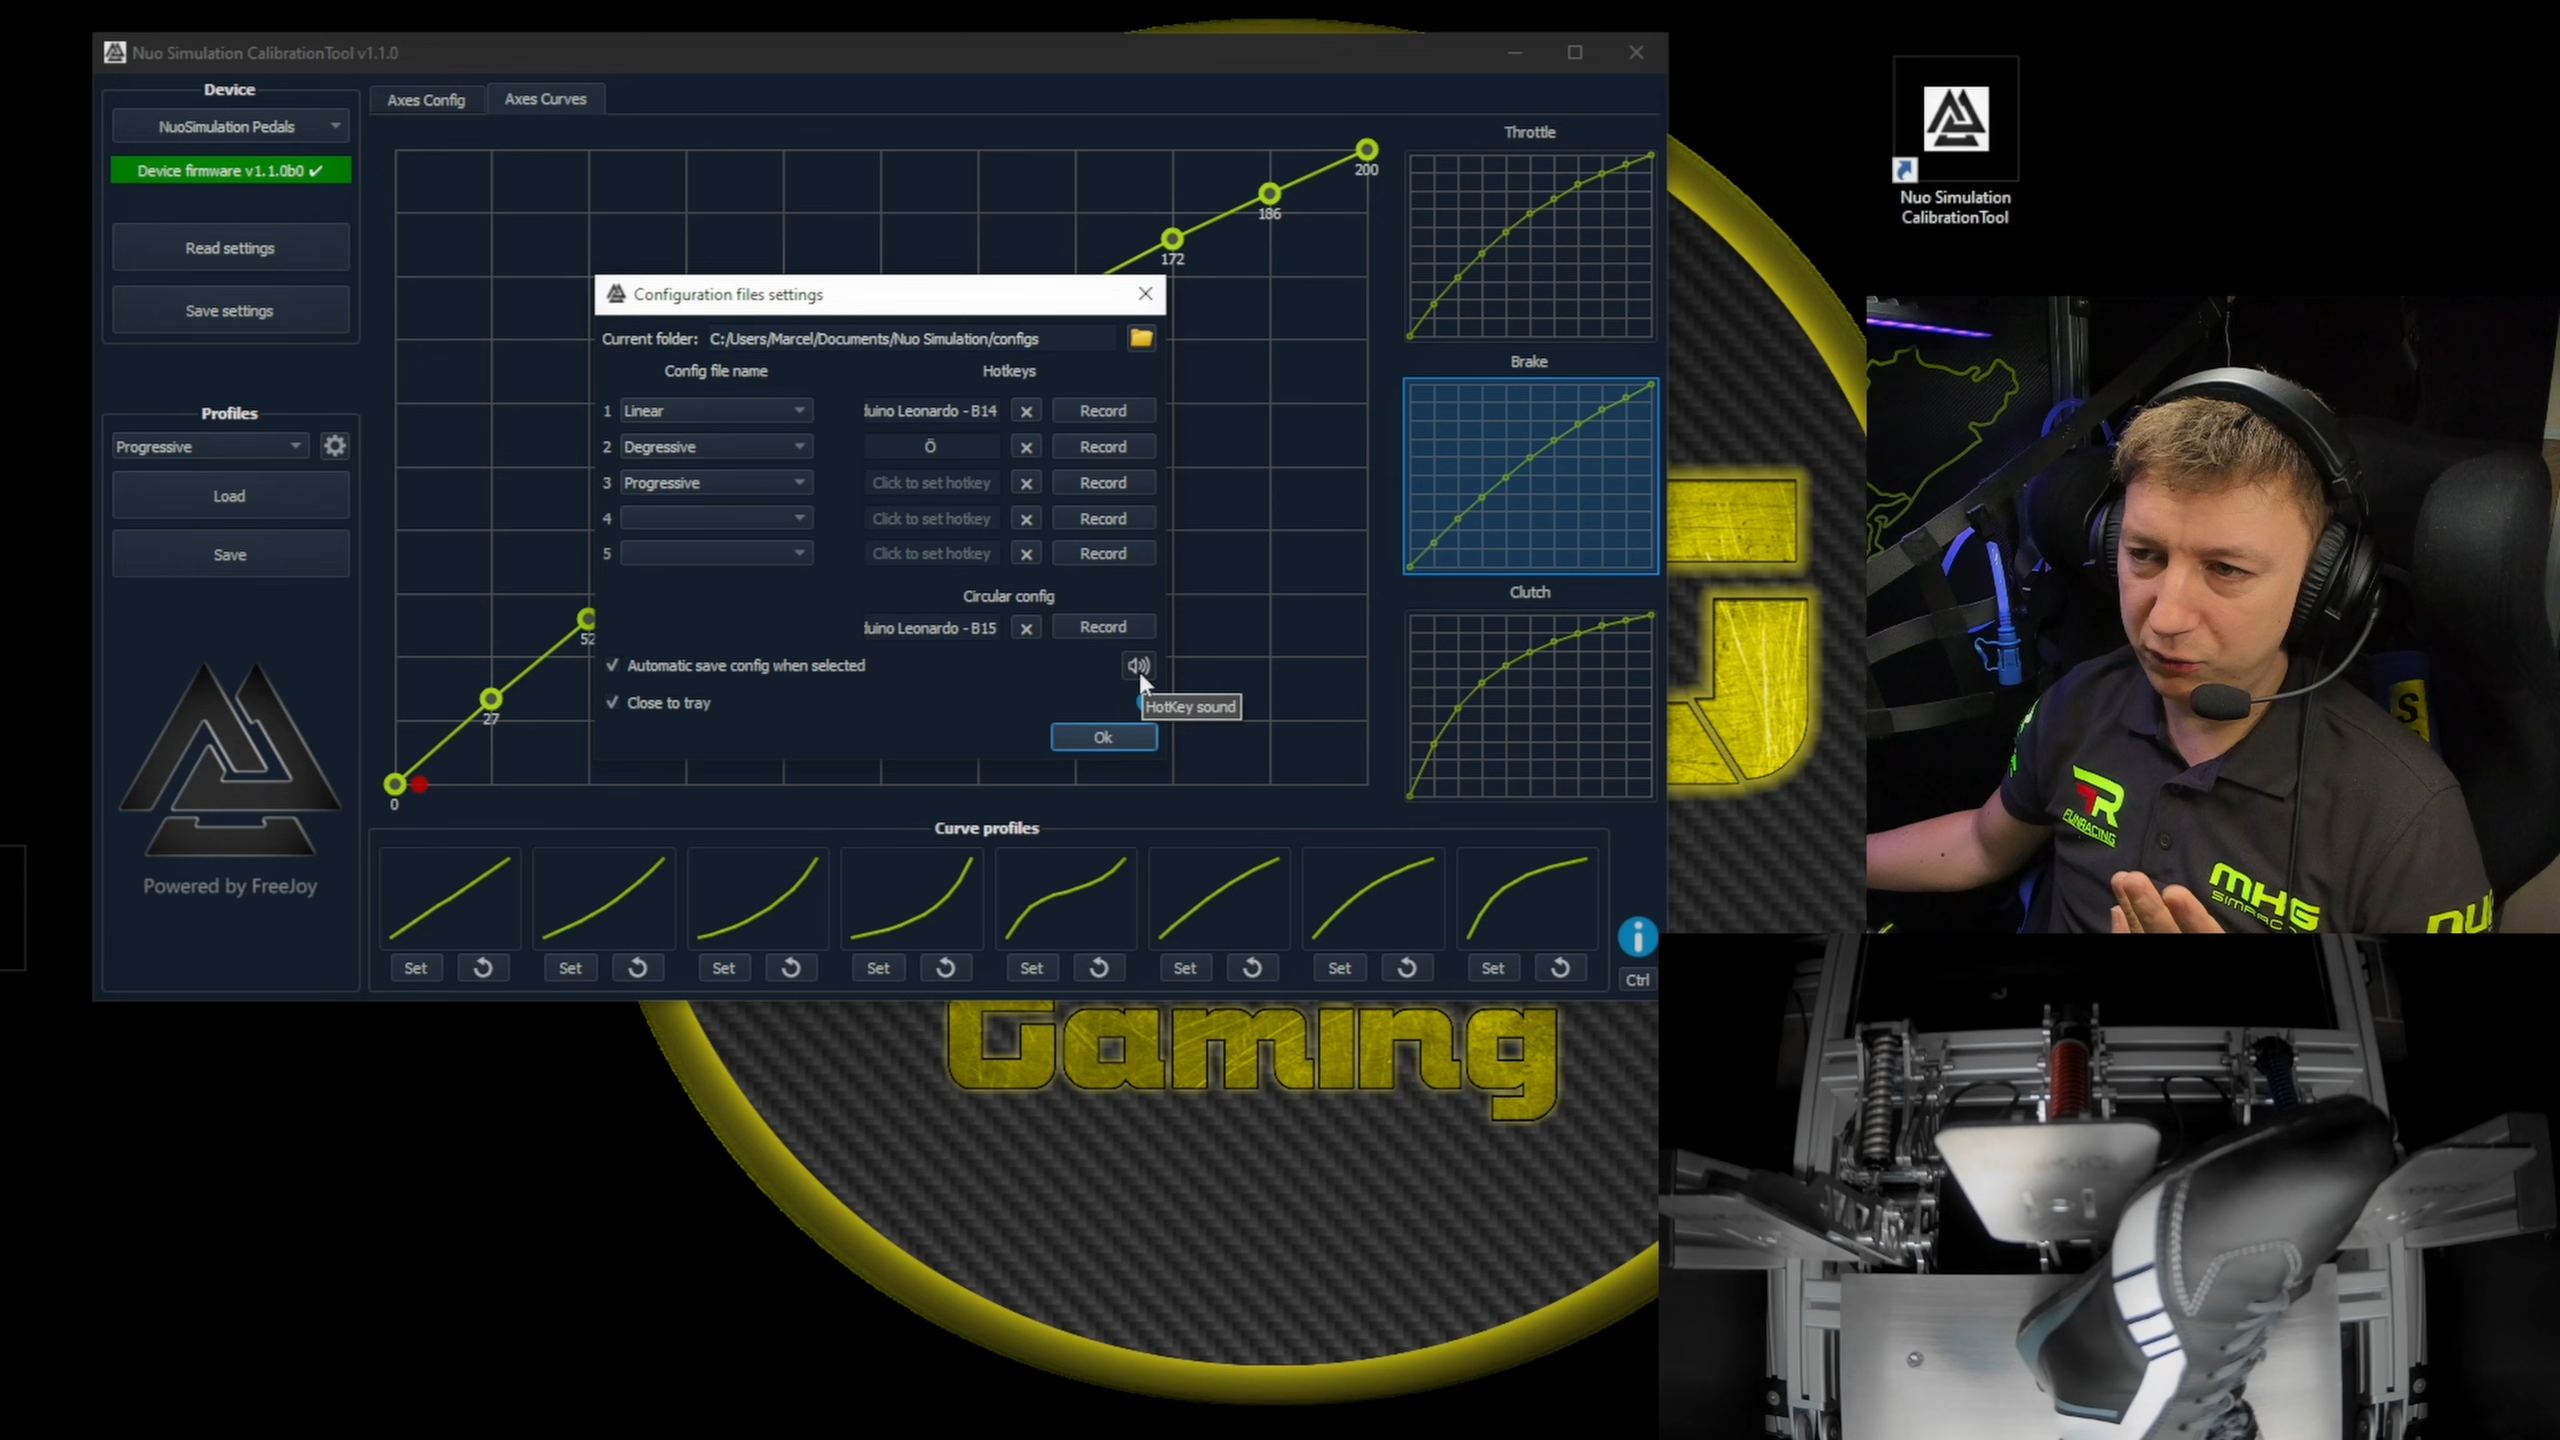 Nuo Simulation CalibrationTool v1.1.0
Device
NuoSimulation Pedals
Device firmware v1.1.0b0 ✓
Read settings
Save settings
Profiles
Progressive
Load
Save
Powered by FreeJoy
Axes Config
Axes Curves
200
186
172
52
27
0
Configuration files settings
Current folder: C:/Users/Marcel/Documents/Nuo Simulation/configs
Config file name
Hotkeys
1 Linear duino Leonardo - B14 Record
2 Degressive Ö Record
3 Progressive Click to set hotkey Record
4 Click to set hotkey Record
5 Click to set hotkey Record
Circular config
duino Leonardo - B15 Record
Automatic save config when selected
Close to tray
HotKey sound
Ok
Throttle
Brake
Clutch
Curve profiles
Set Set Set Set Set Set Set Set
Ctrl
Nuo Simulation
CalibrationTool
Gaming
FUNRACING
MHG